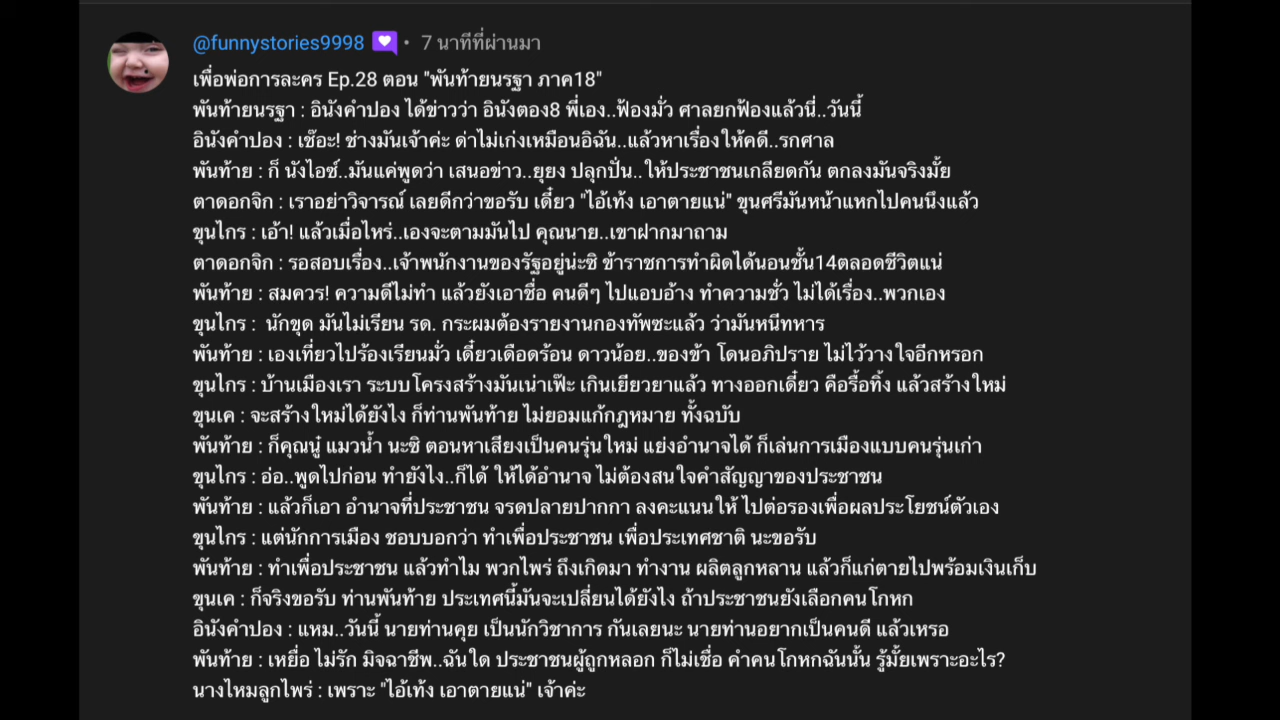 @funnystories9998 • 7 นาทีที่ผ่านมา
เพื่อพ่อการละคร Ep.28 ตอน "พันท้ายนรฐา ภาค18"
พันท้ายนรฐา : อินังคำปอง ได้ข่าวว่า อินังตอง8 พี่เอง..ฟ้องมั่ว ศาลยกฟ้องแล้วนี่..วันนี้
อินังคำปอง : เช๊อะ! ช่างมันเจ้าค่ะ ด่าไม่เก่งเหมือนอิฉัน..แล้วหาเรื่องให้คดี..รกศาล
พันท้าย : ก็ นังไอซ์..มันแค่พูดว่า เสนอข่าว..ยุยง ปลุกปั่น..ให้ประชาชนเกลียดกัน ตกลงมันจริงมั้ย
ตาดอกจิก : เราอย่าวิจารณ์ เลยดีกว่าขอรับ เดี๋ยว "ไอ้เท้ง เอาตายแน่" ขุนศรีมันหน้าแหกไปคนนึงแล้ว
ขุนไกร : เอ้า! แล้วเมื่อไหร่..เองจะตามมันไป คุณนาย..เขาฝากมาถาม
ตาดอกจิก : รอสอบเรื่อง..เจ้าพนักงานของรัฐอยู่น่ะซิ ข้าราชการทำผิดได้นอนชั้น14ตลอดชีวิตแน่
พันท้าย : สมควร! ความดีไม่ทำ แล้วยังเอาชื่อ คนดีๆ ไปแอบอ้าง ทำความชั่ว ไม่ได้เรื่อง..พวกเอง
ขุนไกร :  นักขุด มันไม่เรียน รด. กระผมต้องรายงานกองทัพซะแล้ว ว่ามันหนีทหาร
พันท้าย : เองเที่ยวไปร้องเรียนมั่ว เดี๋ยวเดือดร้อน ดาวน้อย..ของข้า โดนอภิปราย ไม่ไว้วางใจอีกหรอก
ขุนไกร : บ้านเมืองเรา ระบบโครงสร้างมันเน่าเฟ๊ะ เกินเยียวยาแล้ว ทางออกเดี๋ยว คือรื้อทิ้ง แล้วสร้างใหม่
ขุนเค : จะสร้างใหม่ได้ยังไง ก็ท่านพันท้าย ไม่ยอมแก้กฎหมาย ทั้งฉบับ
พันท้าย : ก็คุณนู๋ แมวน้ำ นะซิ ตอนหาเสียงเป็นคนรุ่นใหม่ แย่งอำนาจได้ ก็เล่นการเมืองแบบคนรุ่นเก่า
ขุนไกร : อ่อ..พูดไปก่อน ทำยังไง..ก็ได้ ให้ได้อำนาจ ไม่ต้องสนใจคำสัญญาของประชาชน
พันท้าย : แล้วก็เอา อำนาจที่ประชาชน จรดปลายปากกา ลงคะแนนให้ ไปต่อรองเพื่อผลประโยชน์ตัวเอง
ขุนไกร : แต่นักการเมือง ชอบบอกว่า ทำเพื่อประชาชน เพื่อประเทศชาติ นะขอรับ
พันท้าย : ทำเพื่อประชาชน แล้วทำไม พวกไพร่ ถึงเกิดมา ทำงาน ผลิตลูกหลาน แล้วก็แก่ตายไปพร้อมเงินเก็บ
ขุนเค : ก็จริงขอรับ ท่านพันท้าย ประเทศนี้มันจะเปลี่ยนได้ยังไง ถ้าประชาชนยังเลือกคนโกหก
อินังคำปอง : แหม..วันนี้ นายท่านคุย เป็นนักวิชาการ กันเลยนะ นายท่านอยากเป็นคนดี แล้วเหรอ
พันท้าย : เหยื่อ ไม่รัก มิจฉาชีพ..ฉันใด ประชาชนผู้ถูกหลอก ก็ไม่เชื่อ คำคนโกหกฉันนั้น รู้มั้ยเพราะอะไร?
นางไหมลูกไพร่ : เพราะ "ไอ้เท้ง เอาตายแน่" เจ้าค่ะ